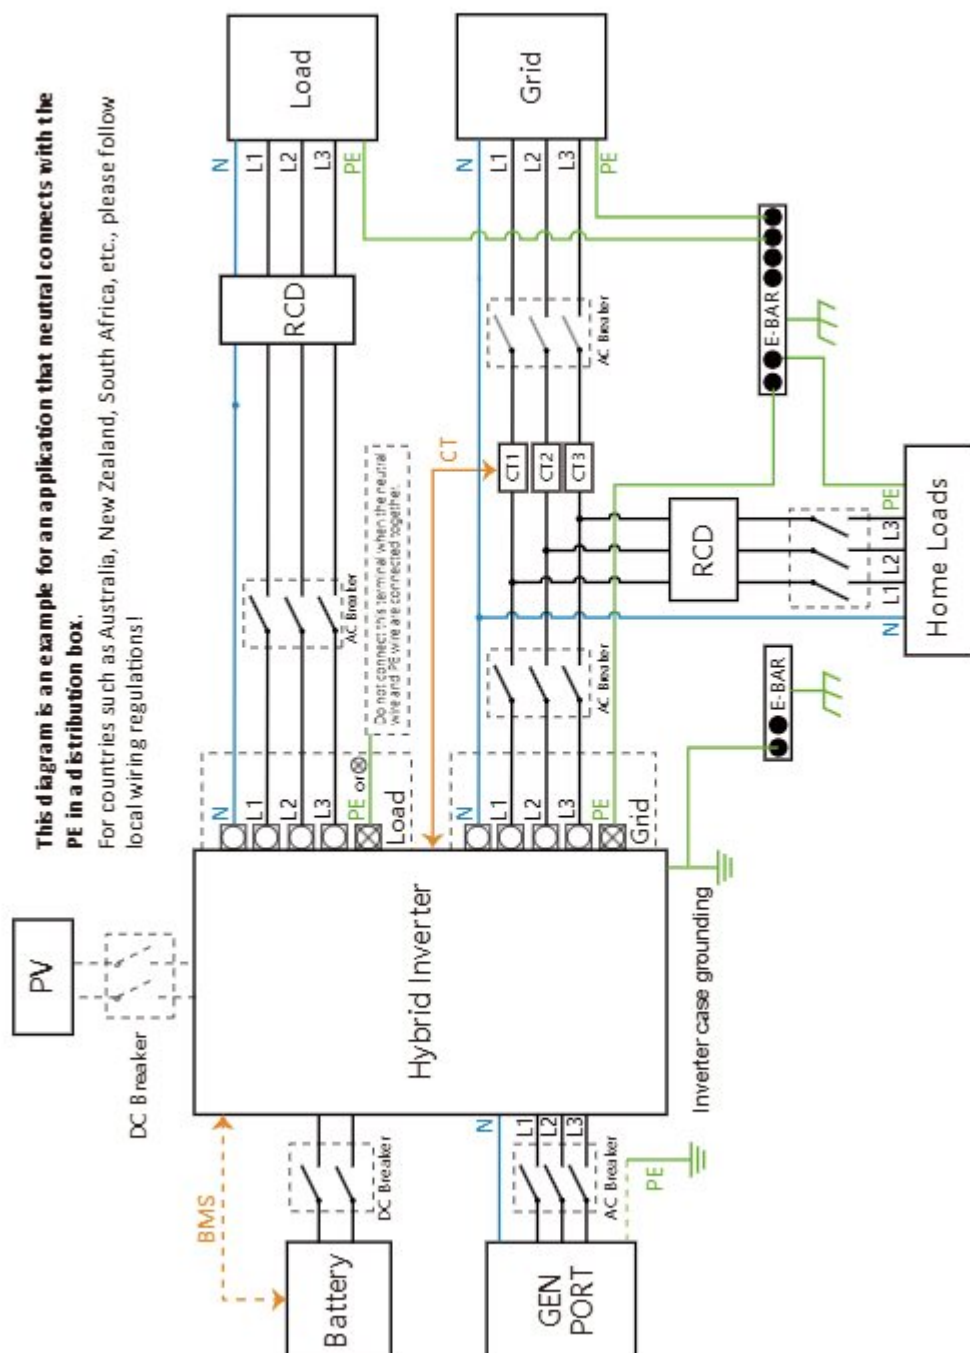 This diagram is an example for an application that neutral connects with the
PE in a distribution box.
For countries such as Australia, New Zealand, South Africa, etc., please follow
local wiring regulations!
PV
DC Breaker
BMS
Battery
DC Breaker
GEN
PORT
N
L1
L2
L3
AC Breaker
PE
Hybrid Inverter
Inverter case grounding
N
L1
L2
L3
PE or
Load
Do not connect this terminal when the neutral
wire and PE wire are connected together.
AC Breaker
RCD
N
L1
L2
L3
PE
Load
CT
N
L1
L2
L3
PE
Grid
AC Breaker
CT1
CT2
CT3
AC Breaker
N
L1
L2
L3
PE
Grid
RCD
N
L1
L2
L3
PE
Home Loads
E-BAR
E-BAR